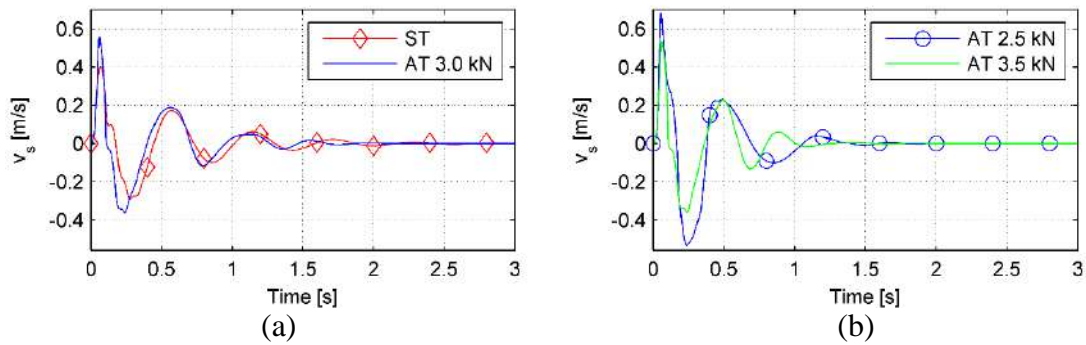 0.6
0.4
0.2
0
-0.2
-0.4
v_s [m/s]
ST
AT 3.0 kN
0 0.5 1 1.5 2 2.5 3
Time [s]
(a)
0.6
0.4
0.2
0
-0.2
-0.4
v_s [m/s]
AT 2.5 kN
AT 3.5 kN
0 0.5 1 1.5 2 2.5 3
Time [s]
(b)